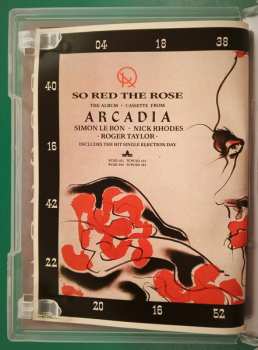 04 18 38
40
SO RED THE ROSE
THE ALBUM • CASSETTE FROM
ARCADIA
SIMON LE BON • NICK RHODES
• ROGER TAYLOR •
INCLUDES THE HIT SINGLE ELECTION DAY
16
42
22
20 16 52